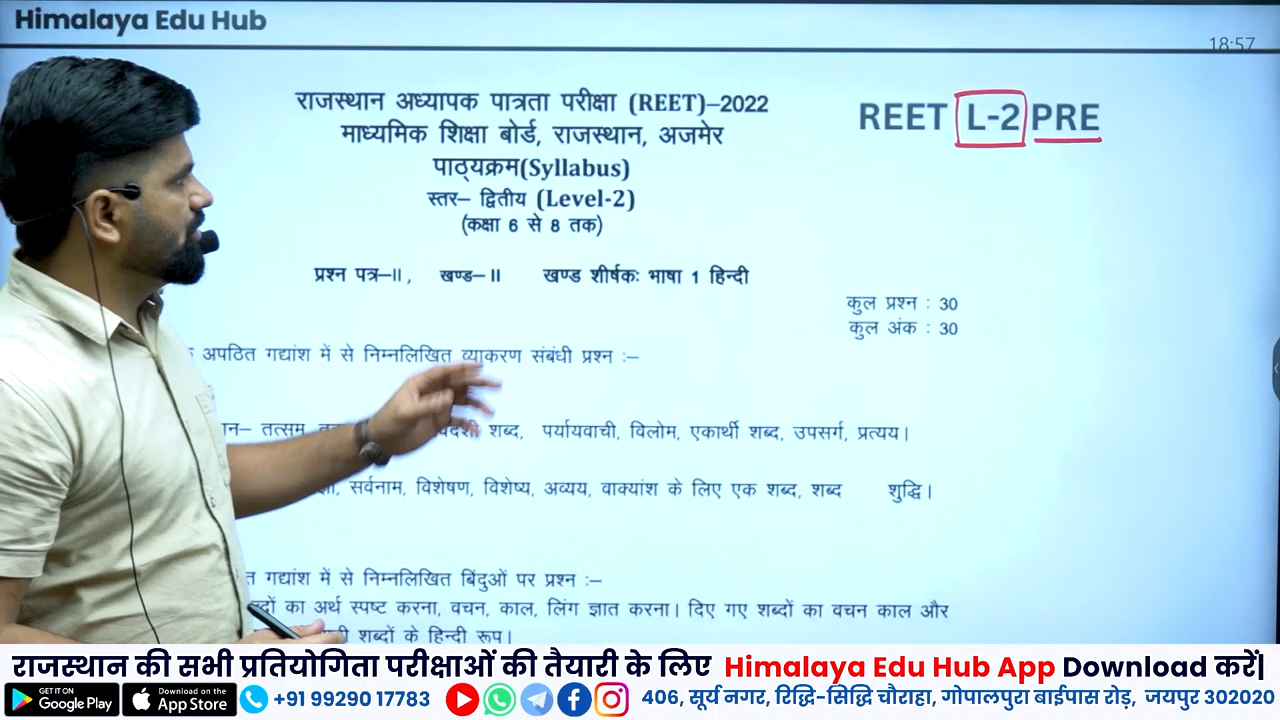 Himalaya Edu Hub
18:57
राजस्थान अध्यापक पात्रता परीक्षा (REET)–2022
REET L-2 PRE
माध्यमिक शिक्षा बोर्ड, राजस्थान, अजमेर
पाठ्यक्रम(Syllabus)
स्तर– द्वितीय (Level-2)
(कक्षा 6 से 8 तक)
प्रश्न पत्र–II, खण्ड–II खण्ड शीर्षकः भाषा 1 हिन्दी
कुल प्रश्न : 30
कुल अंक : 30
अपठित गद्यांश में से निम्नलिखित व्याकरण संबंधी प्रश्न :–
तत्सम शब्द, पर्यायवाची, विलोम, एकार्थी शब्द, उपसर्ग, प्रत्यय।
सर्वनाम, विशेषण, विशेष्य, अव्यय, वाक्यांश के लिए एक शब्द, शब्द शुद्धि।
गद्यांश में से निम्नलिखित बिंदुओं पर प्रश्न :–
का अर्थ स्पष्ट करना, वचन, काल, लिंग ज्ञात करना। दिए गए शब्दों का वचन काल और
शब्दों के हिन्दी रूप।
राजस्थान की सभी प्रतियोगिता परीक्षाओं की तैयारी के लिए Himalaya Edu Hub App Download करें|
GET IT ON
Google Play
Download on the
App Store
+91 99290 17783
406, सूर्य नगर, रिद्धि-सिद्धि चौराहा, गोपालपुरा बाईपास रोड़, जयपुर 302020